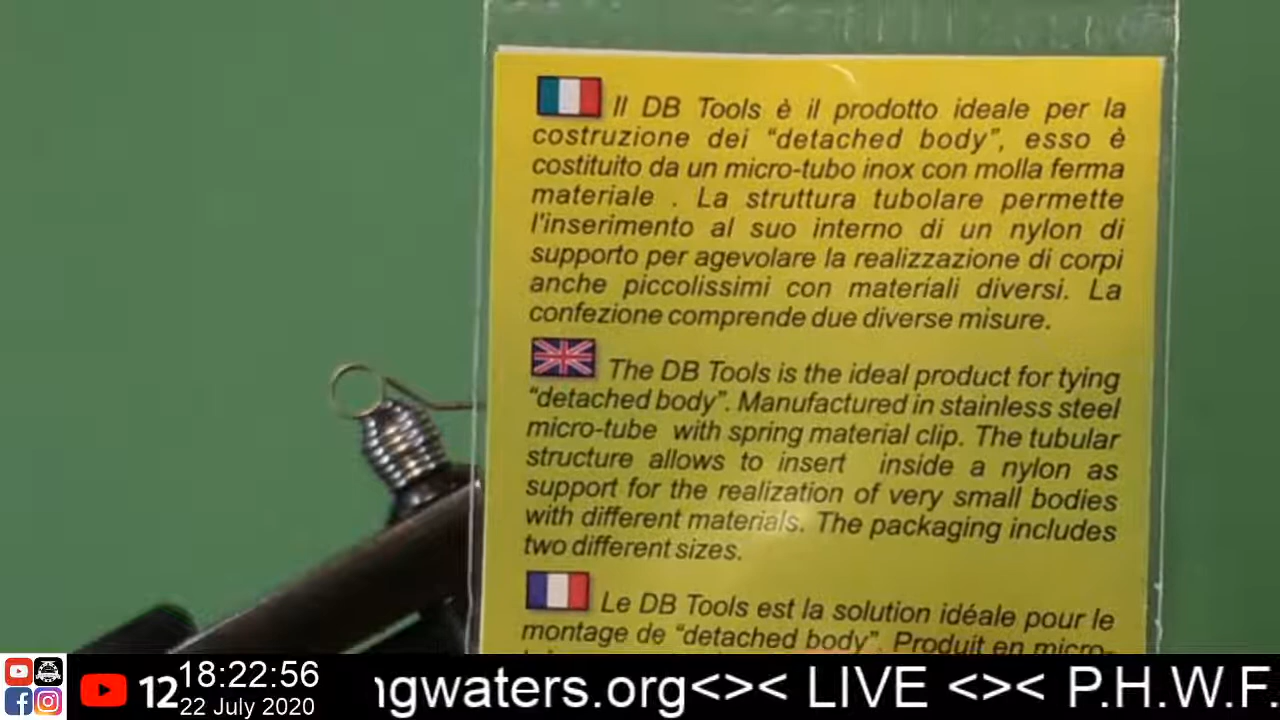 Il DB Tools è il prodotto ideale per la
costruzione dei “detached body”, esso è
costituito da un micro-tubo inox con molla ferma
materiale . La struttura tubolare permette
l'inserimento al suo interno di un nylon di
supporto per agevolare la realizzazione di corpi
anche piccolissimi con materiali diversi. La
confezione comprende due diverse misure.
The DB Tools is the ideal product for tying
“detached body”. Manufactured in stainless steel
micro-tube with spring material clip. The tubular
structure allows to insert inside a nylon as
support for the realization of very small bodies
with different materials. The packaging includes
two different sizes.
Le DB Tools est la solution idéale pour le
montage de “detached body”. Produit en micro-
12 18:22:56
22 July 2020
ngwaters.org<>< LIVE <>< P.H.W.F.